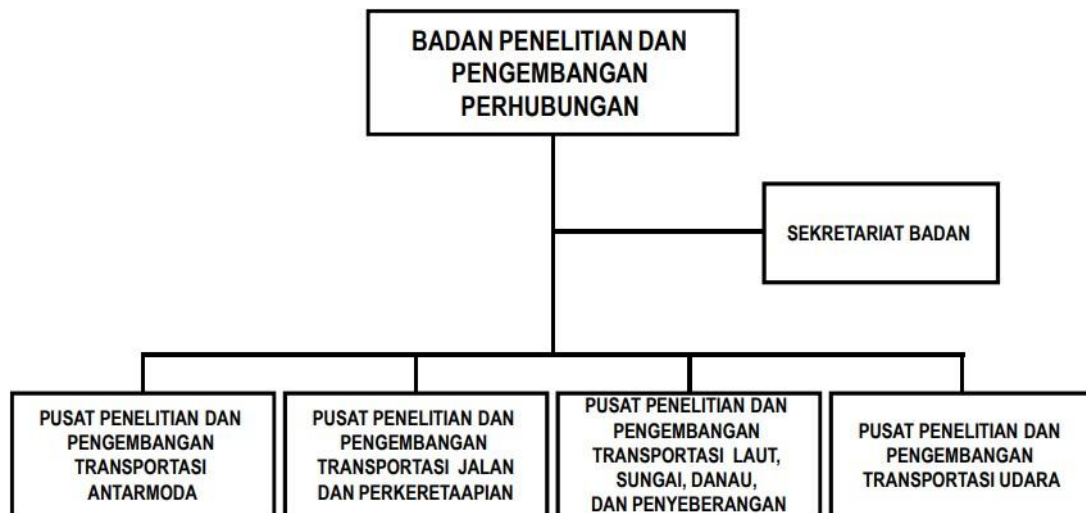 BADAN PENELITIAN DAN
PENGEMBANGAN
PERHUBUNGAN
SEKRETARIAT BADAN
PUSAT PENELITIAN DAN
PENGEMBANGAN
TRANSPORTASI
ANTARMODA
PUSAT PENELITIAN DAN
PENGEMBANGAN
TRANSPORTASI JALAN
DAN PERKERETAAPIAN
PUSAT PENELITIAN DAN
PENGEMBANGAN
TRANSPORTASI LAUT,
SUNGAI, DANAU,
DAN PENYEBERANGAN
PUSAT PENELITIAN DAN
PENGEMBANGAN
TRANSPORTASI UDARA